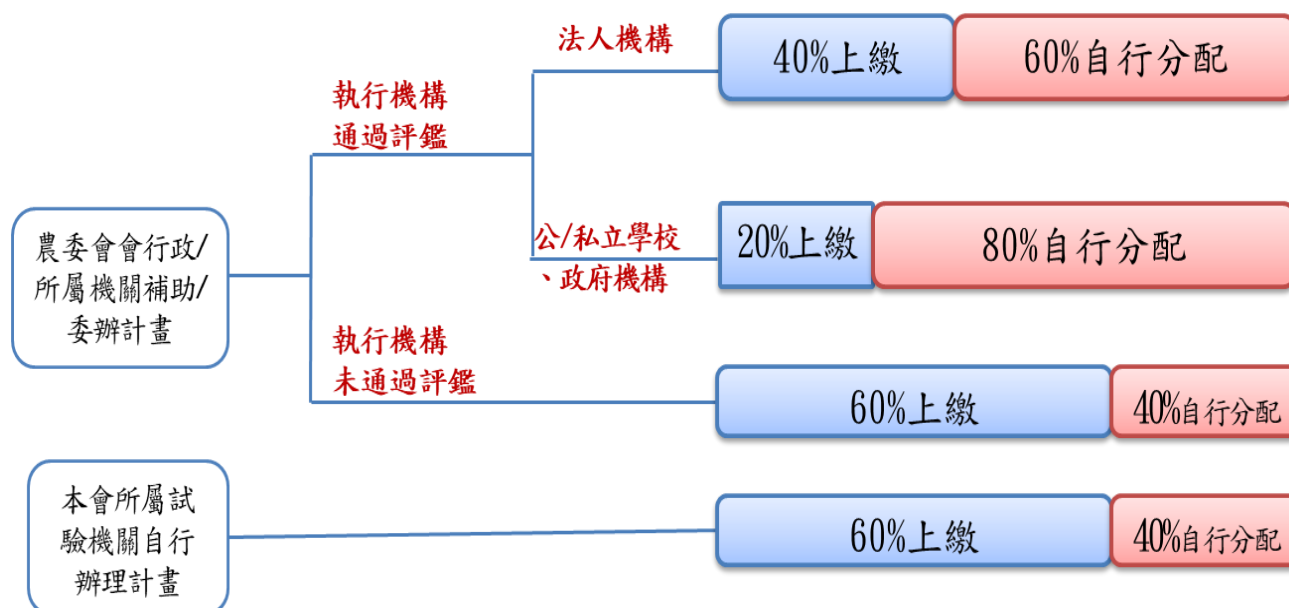 法人機構
40%上繳
60%自行分配
執行機構
通過評鑑
公/私立學校
、政府機構
20%上繳
80%自行分配
農委會會行政/
所屬機關補助/
委辦計畫
執行機構
未通過評鑑
60%上繳
40%自行分配
本會所屬試
驗機關自行
辦理計畫
60%上繳
40%自行分配